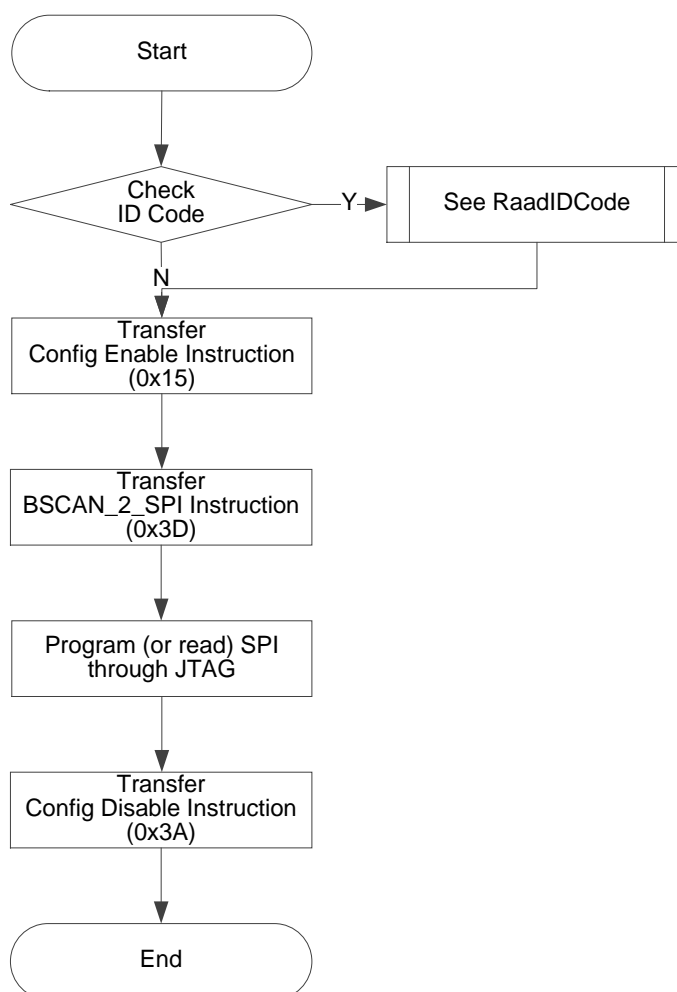 Start
Check
ID Code
Y
See RaadIDCode
N
Transfer
Config Enable Instruction
(0x15)
Transfer
BSCAN_2_SPI Instruction
(0x3D)
Program (or read) SPI
through JTAG
Transfer
Config Disable Instruction
(0x3A)
End